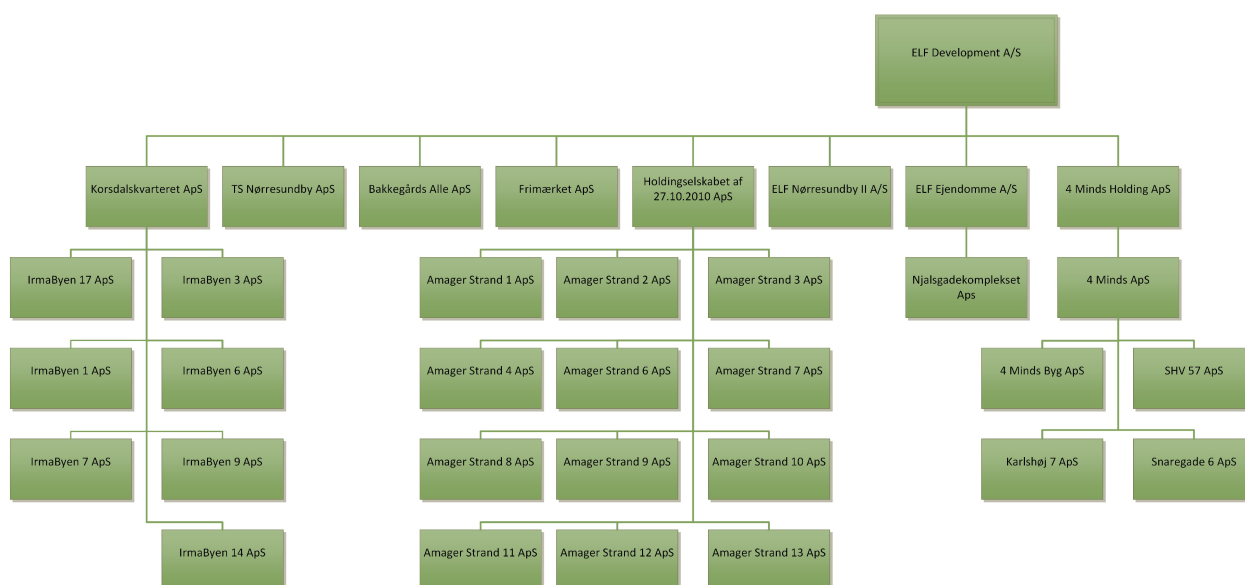 ELF Development A/S
Korsdalskvarteret ApS
TS Nørresundby ApS
Bakkegårds Alle ApS
Frimærket ApS
Holdingselskabet af
27.10.2010 ApS
ELF Nørresundby II A/S
ELF Ejendomme A/S
4 Minds Holding ApS
IrmaByen 17 ApS
IrmaByen 3 ApS
Amager Strand 1 ApS
Amager Strand 2 ApS
Amager Strand 3 ApS
Njalsgadekomplekset
Aps
4 Minds ApS
IrmaByen 1 ApS
IrmaByen 6 ApS
Amager Strand 4 ApS
Amager Strand 6 ApS
Amager Strand 7 ApS
4 Minds Byg ApS
SHV 57 ApS
IrmaByen 7 ApS
IrmaByen 9 ApS
Amager Strand 8 ApS
Amager Strand 9 ApS
Amager Strand 10 ApS
Karlshøj 7 ApS
Snaregade 6 ApS
IrmaByen 14 ApS
Amager Strand 11 ApS
Amager Strand 12 ApS
Amager Strand 13 ApS